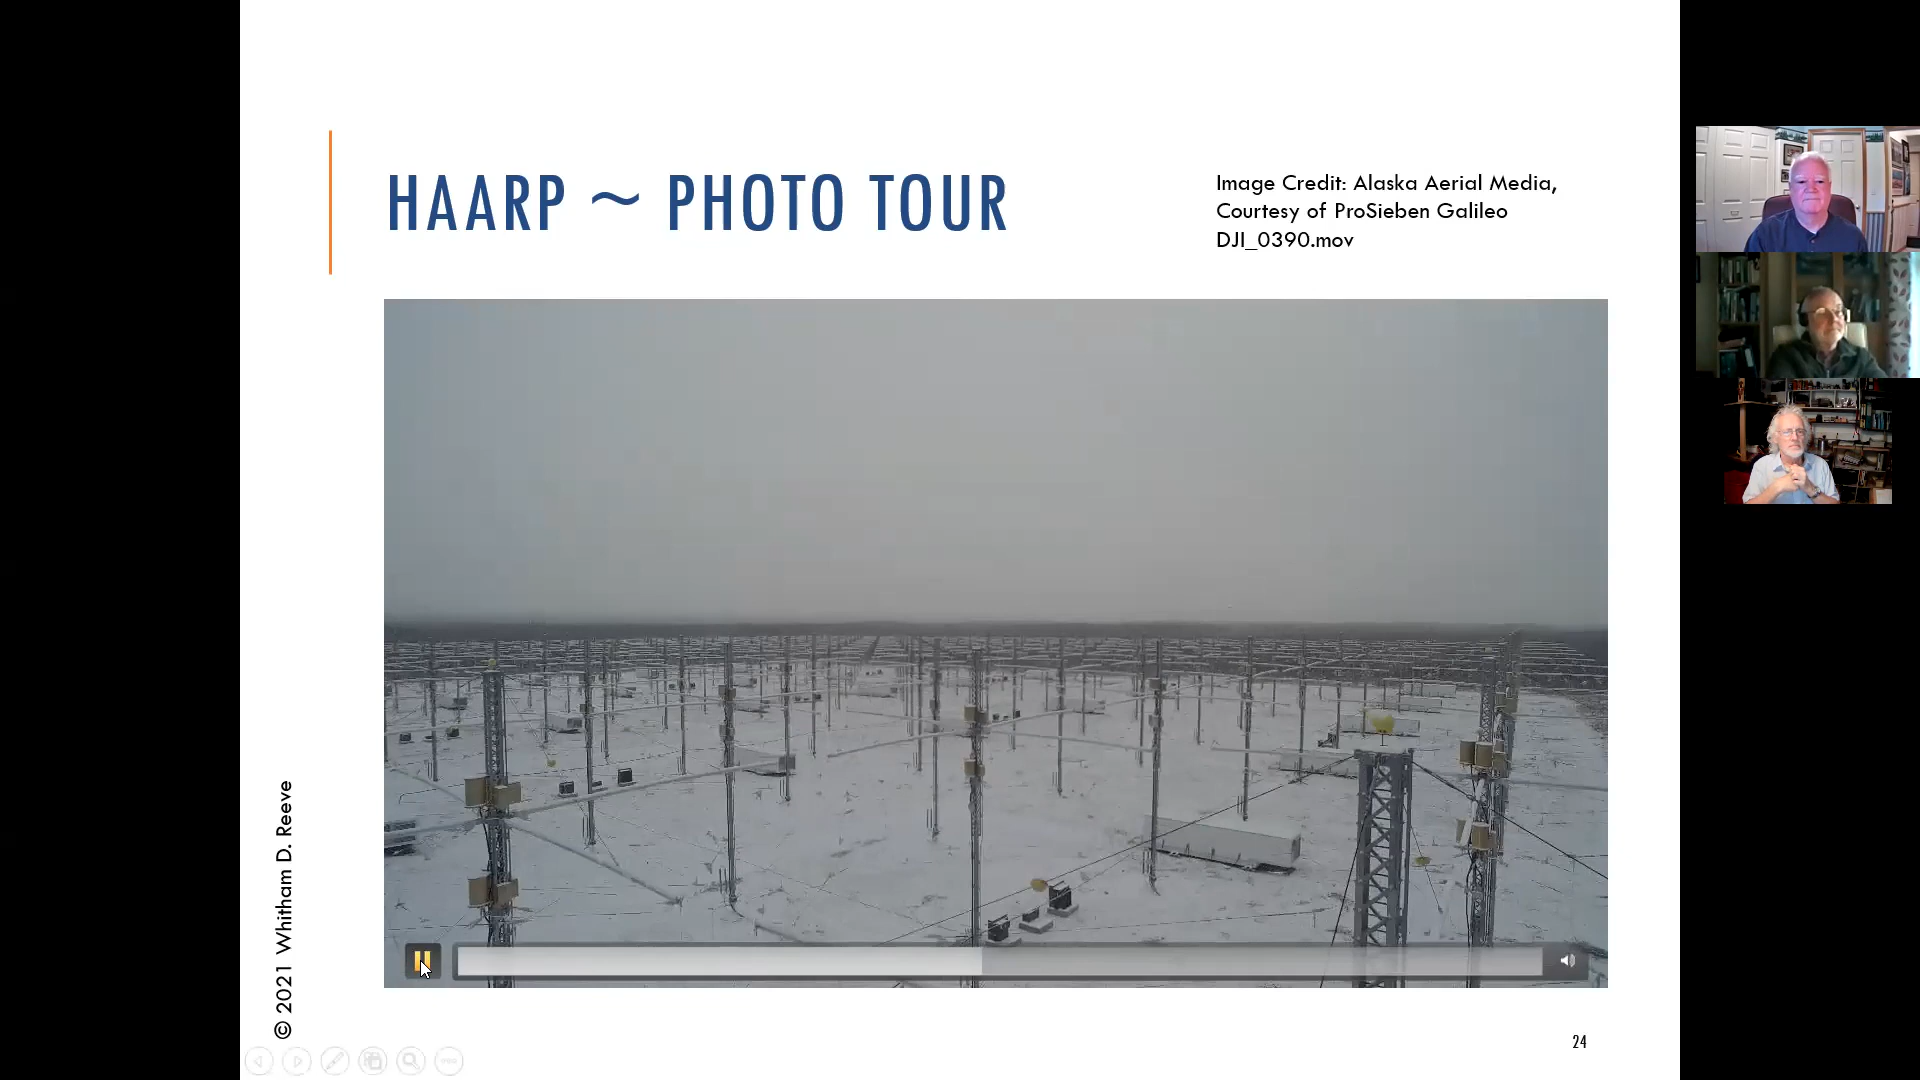 HAARP ~ PHOTO TOUR
Image Credit: Alaska Aerial Media,
Courtesy of ProSieben Galileo
DJI_0390.mov
© 2021 Whitham D. Reeve
24